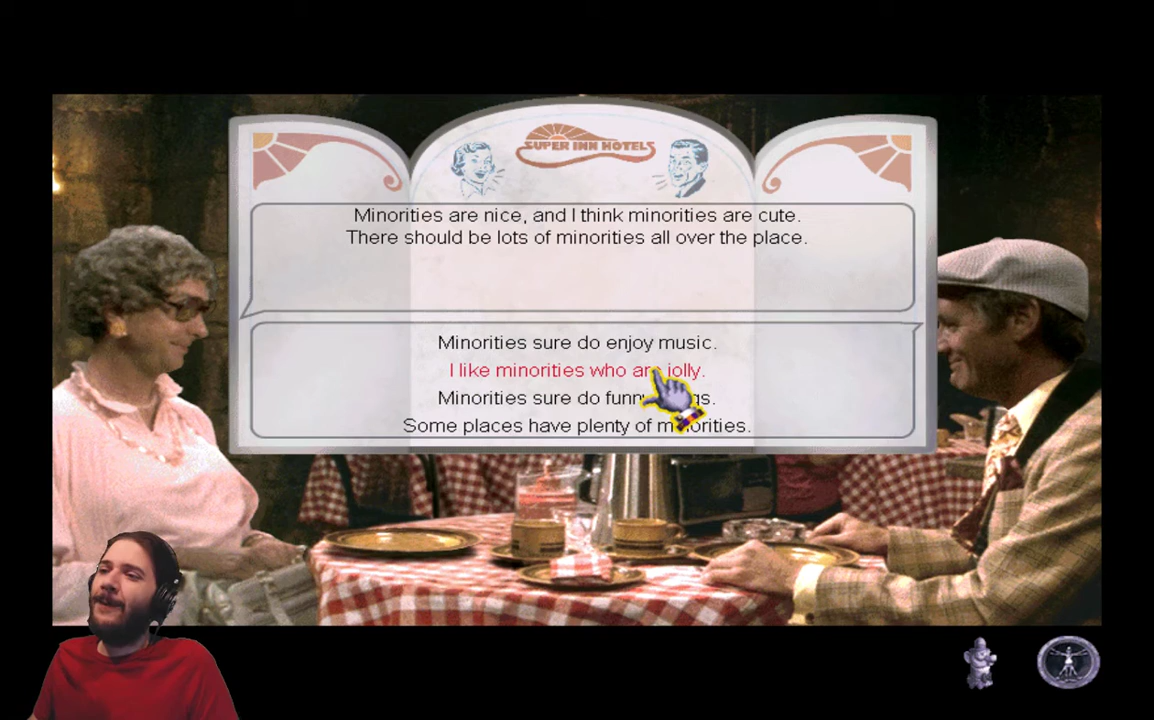 SUPER INN HOTELS
Minorities are nice, and I think minorities are cute.
There should be lots of minorities all over the place.
Minorities sure do enjoy music.
I like minorities who are jolly.
Minorities sure do funny
Some places have plenty of minorities.